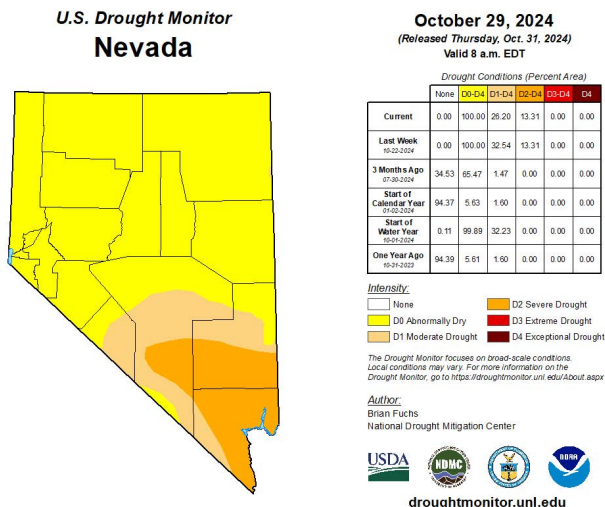 U.S. Drought Monitor
Nevada
October 29, 2024
(Released Thursday, Oct. 31, 2024)
Valid 8 a.m. EDT
Drought Conditions (Percent Area)
None D0-D4 D1-D4 D2-D4 D3-D4 D4
Current 0.00 100.00 26.20 13.31 0.00 0.00
Last Week
10-22-2024 0.00 100.00 32.54 13.31 0.00 0.00
3 Months Ago
07-30-2024 34.53 65.47 1.47 0.00 0.00 0.00
Start of
Calendar Year
01-02-2024 94.37 5.63 1.60 0.00 0.00 0.00
Start of
Water Year
10-01-2024 0.11 99.89 32.23 0.00 0.00 0.00
One Year Ago
10-31-2023 94.39 5.61 1.60 0.00 0.00 0.00
Intensity:
None
D0 Abnormally Dry
D1 Moderate Drought
D2 Severe Drought
D3 Extreme Drought
D4 Exceptional Drought
The Drought Monitor focuses on broad-scale conditions.
Local conditions may vary. For more information on the
Drought Monitor, go to https://droughtmonitor.unl.edu/About.aspx
Author:
Brian Fuchs
National Drought Mitigation Center
USDA
NDMC
NOAA
droughtmonitor.unl.edu